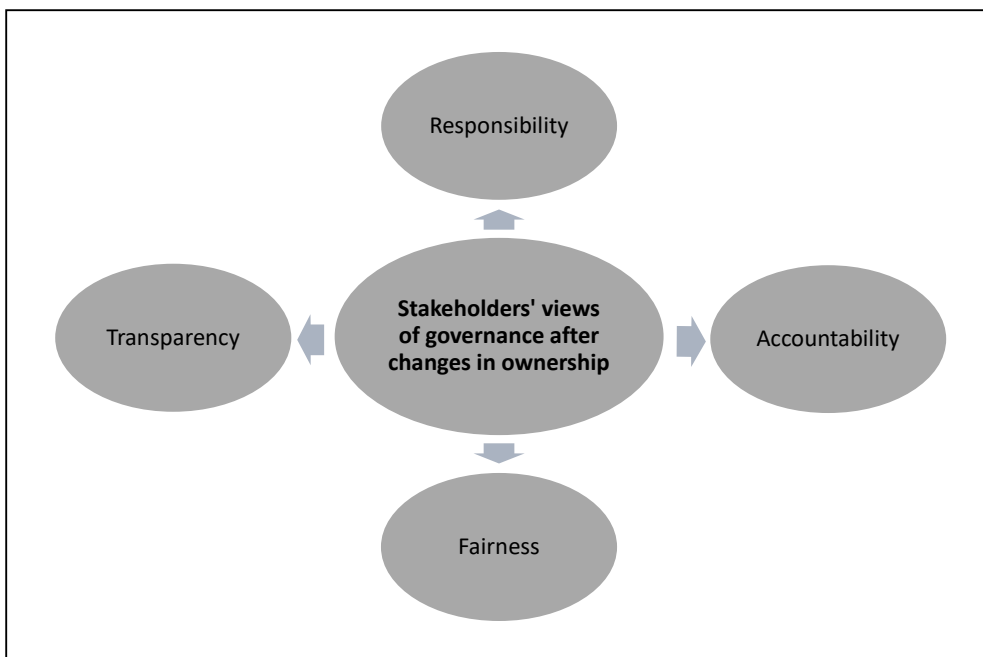 Responsibility
Transparency
Stakeholders' views
of governance after
changes in ownership
Accountability
Fairness